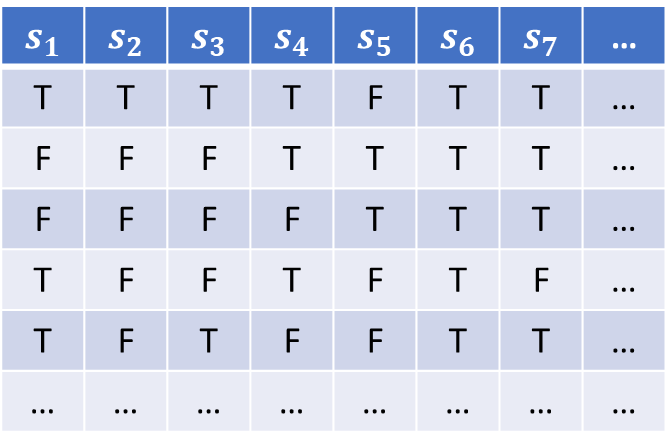 s₁ s₂ s₃ s₄ s₅ s₆ s₇ ...
T T T T F T T ...
F F F T T T T ...
F F F F T T T ...
T F F T F T F ...
T F T F F T T ...
... ... ... ... ... ... ... ...